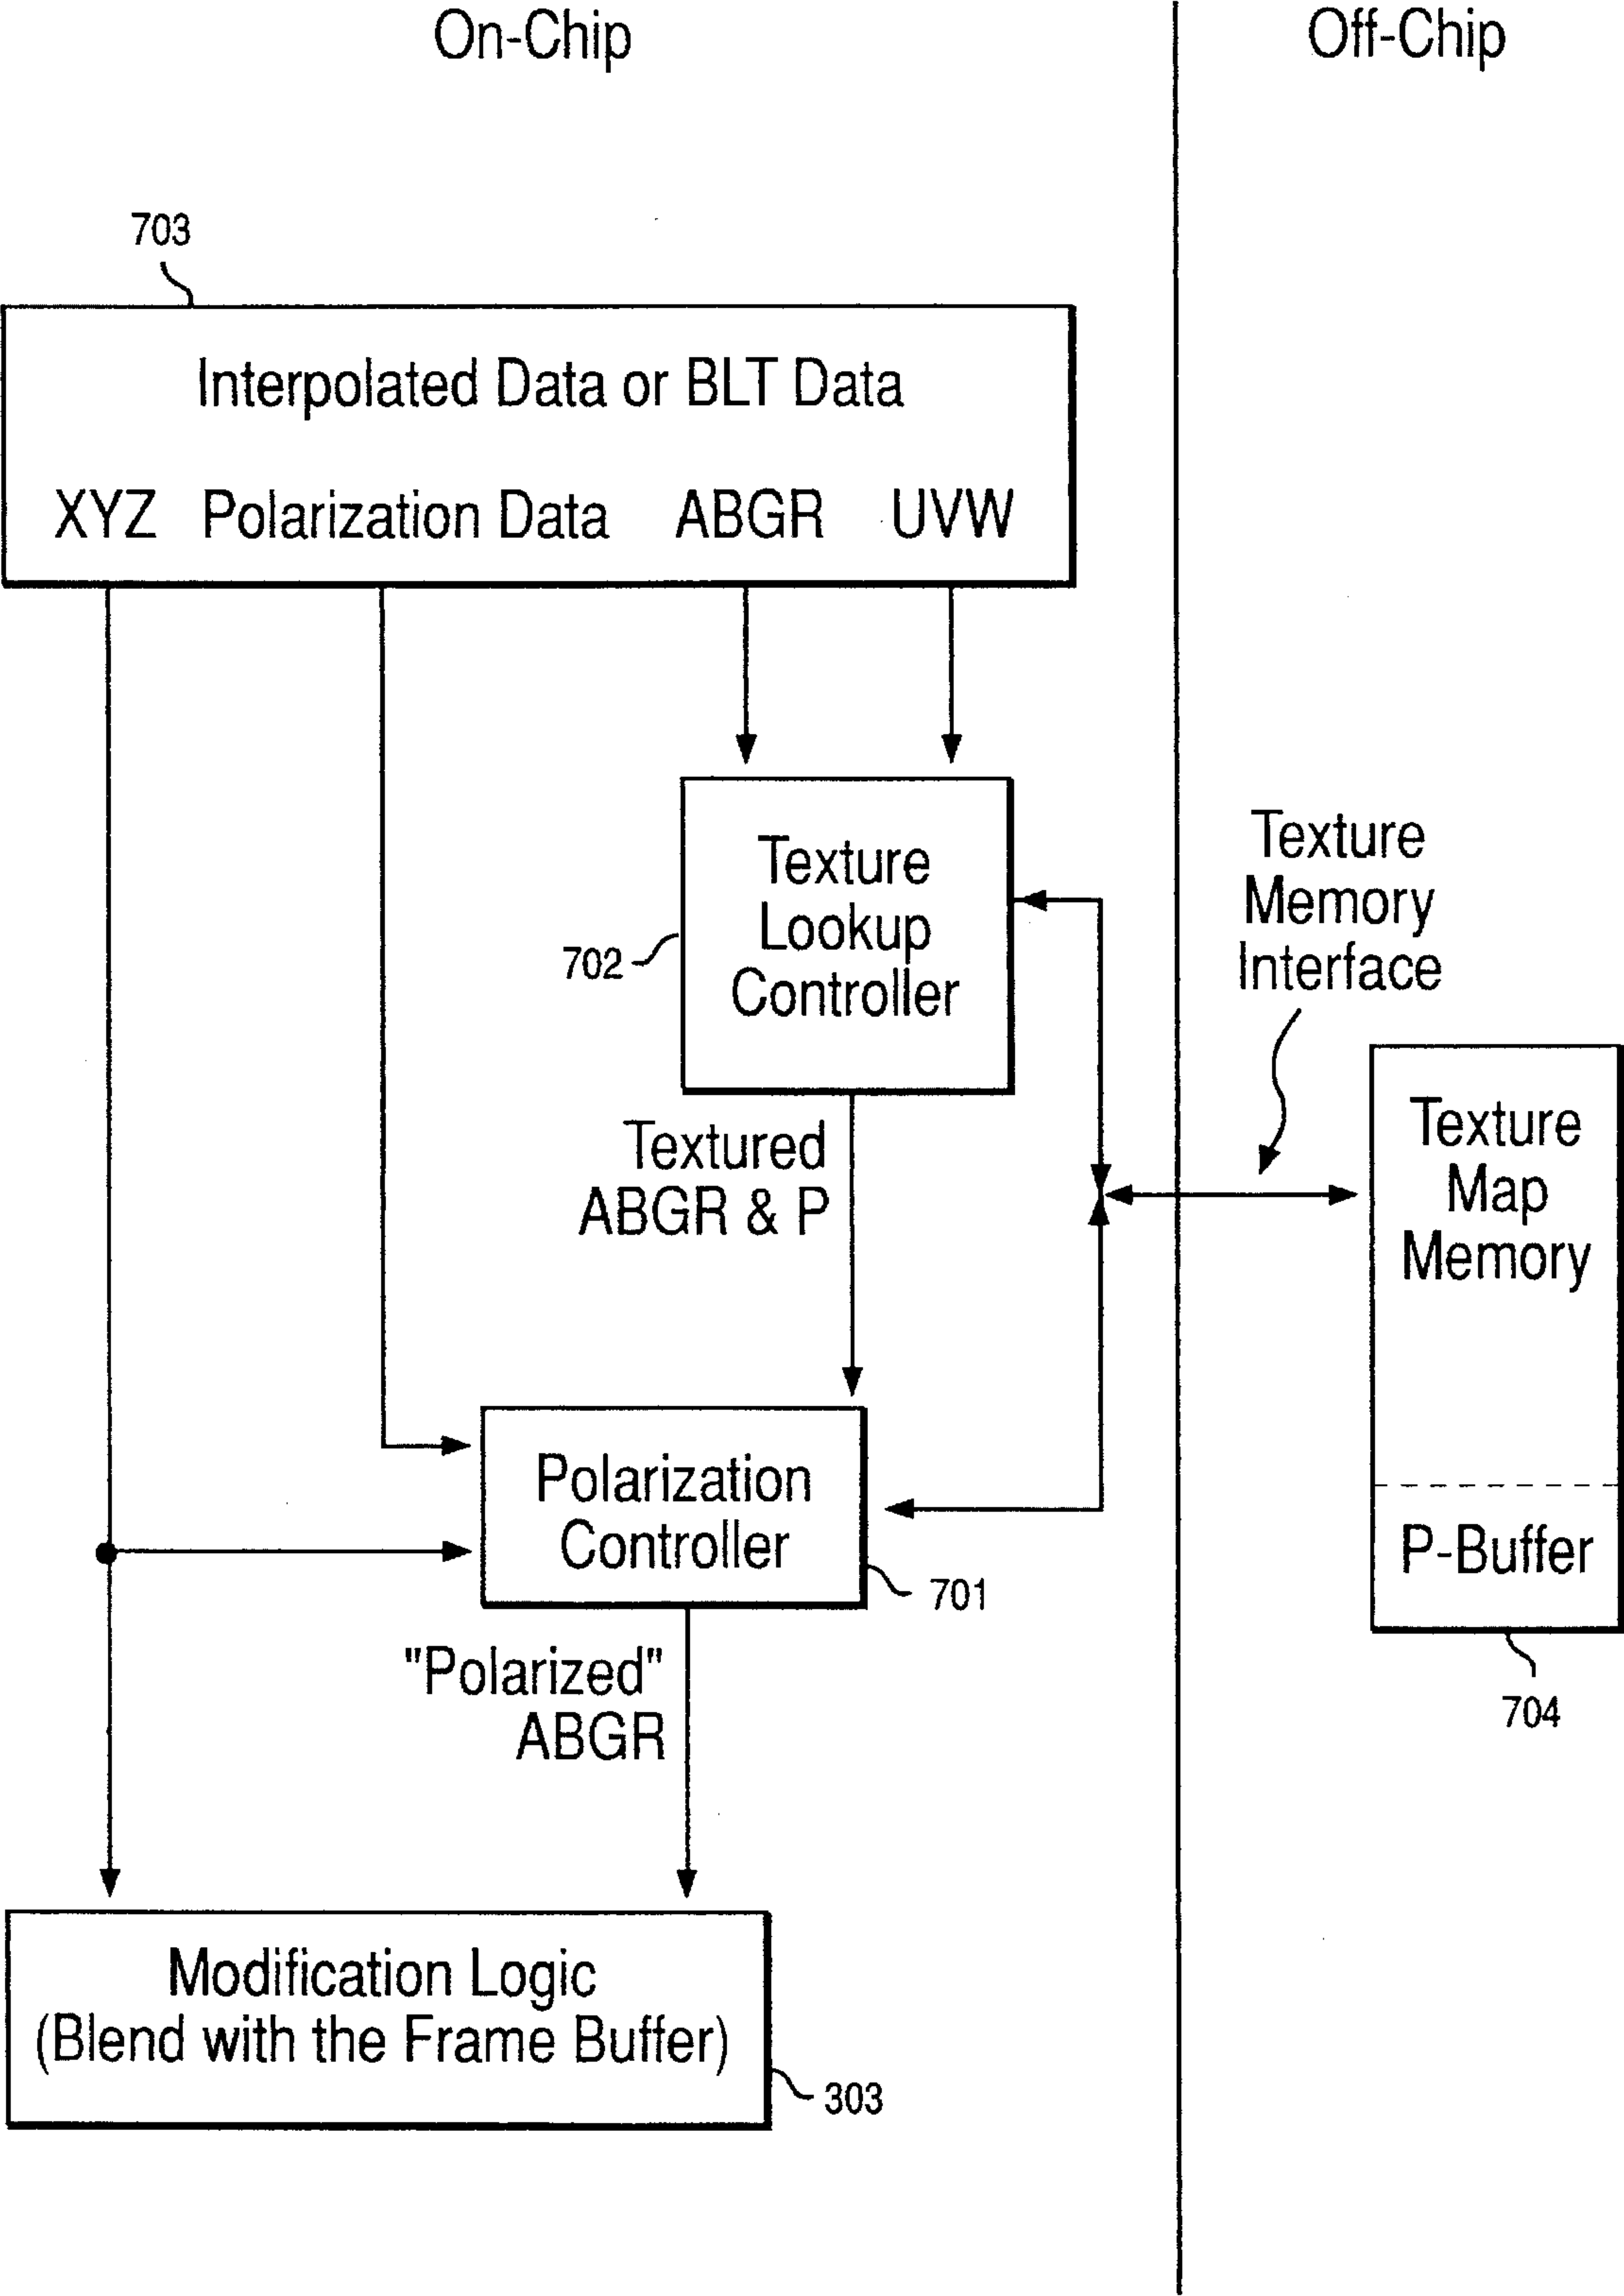 On-Chip
Off-Chip
703
Interpolated Data or BLT Data
XYZ Polarization Data ABGR UVW
Texture
Lookup
Controller
702
Texture
Memory
Interface
Textured
ABGR & P
Texture
Map
Memory
P-Buffer
704
Polarization
Controller
701
"Polarized"
ABGR
Modification Logic
(Blend with the Frame Buffer)
303